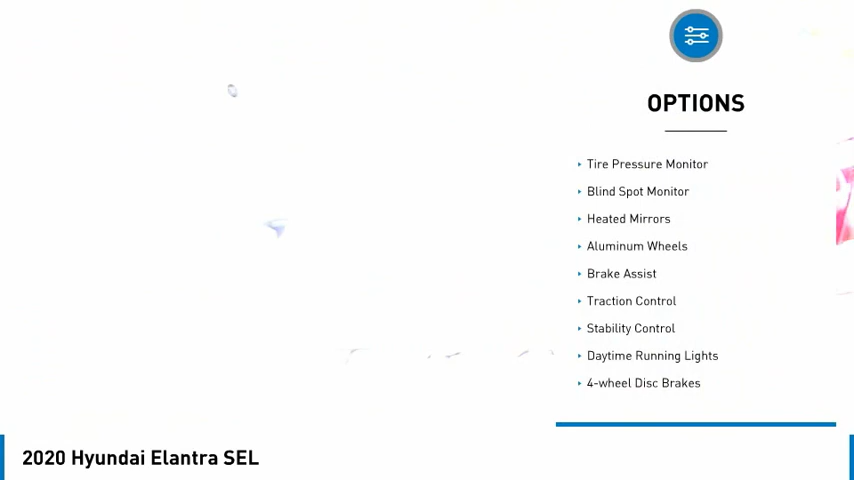 OPTIONS
Tire Pressure Monitor
Blind Spot Monitor
Heated Mirrors
Aluminum Wheels
Brake Assist
Traction Control
Stability Control
Daytime Running Lights
4-wheel Disc Brakes
2020 Hyundai Elantra SEL